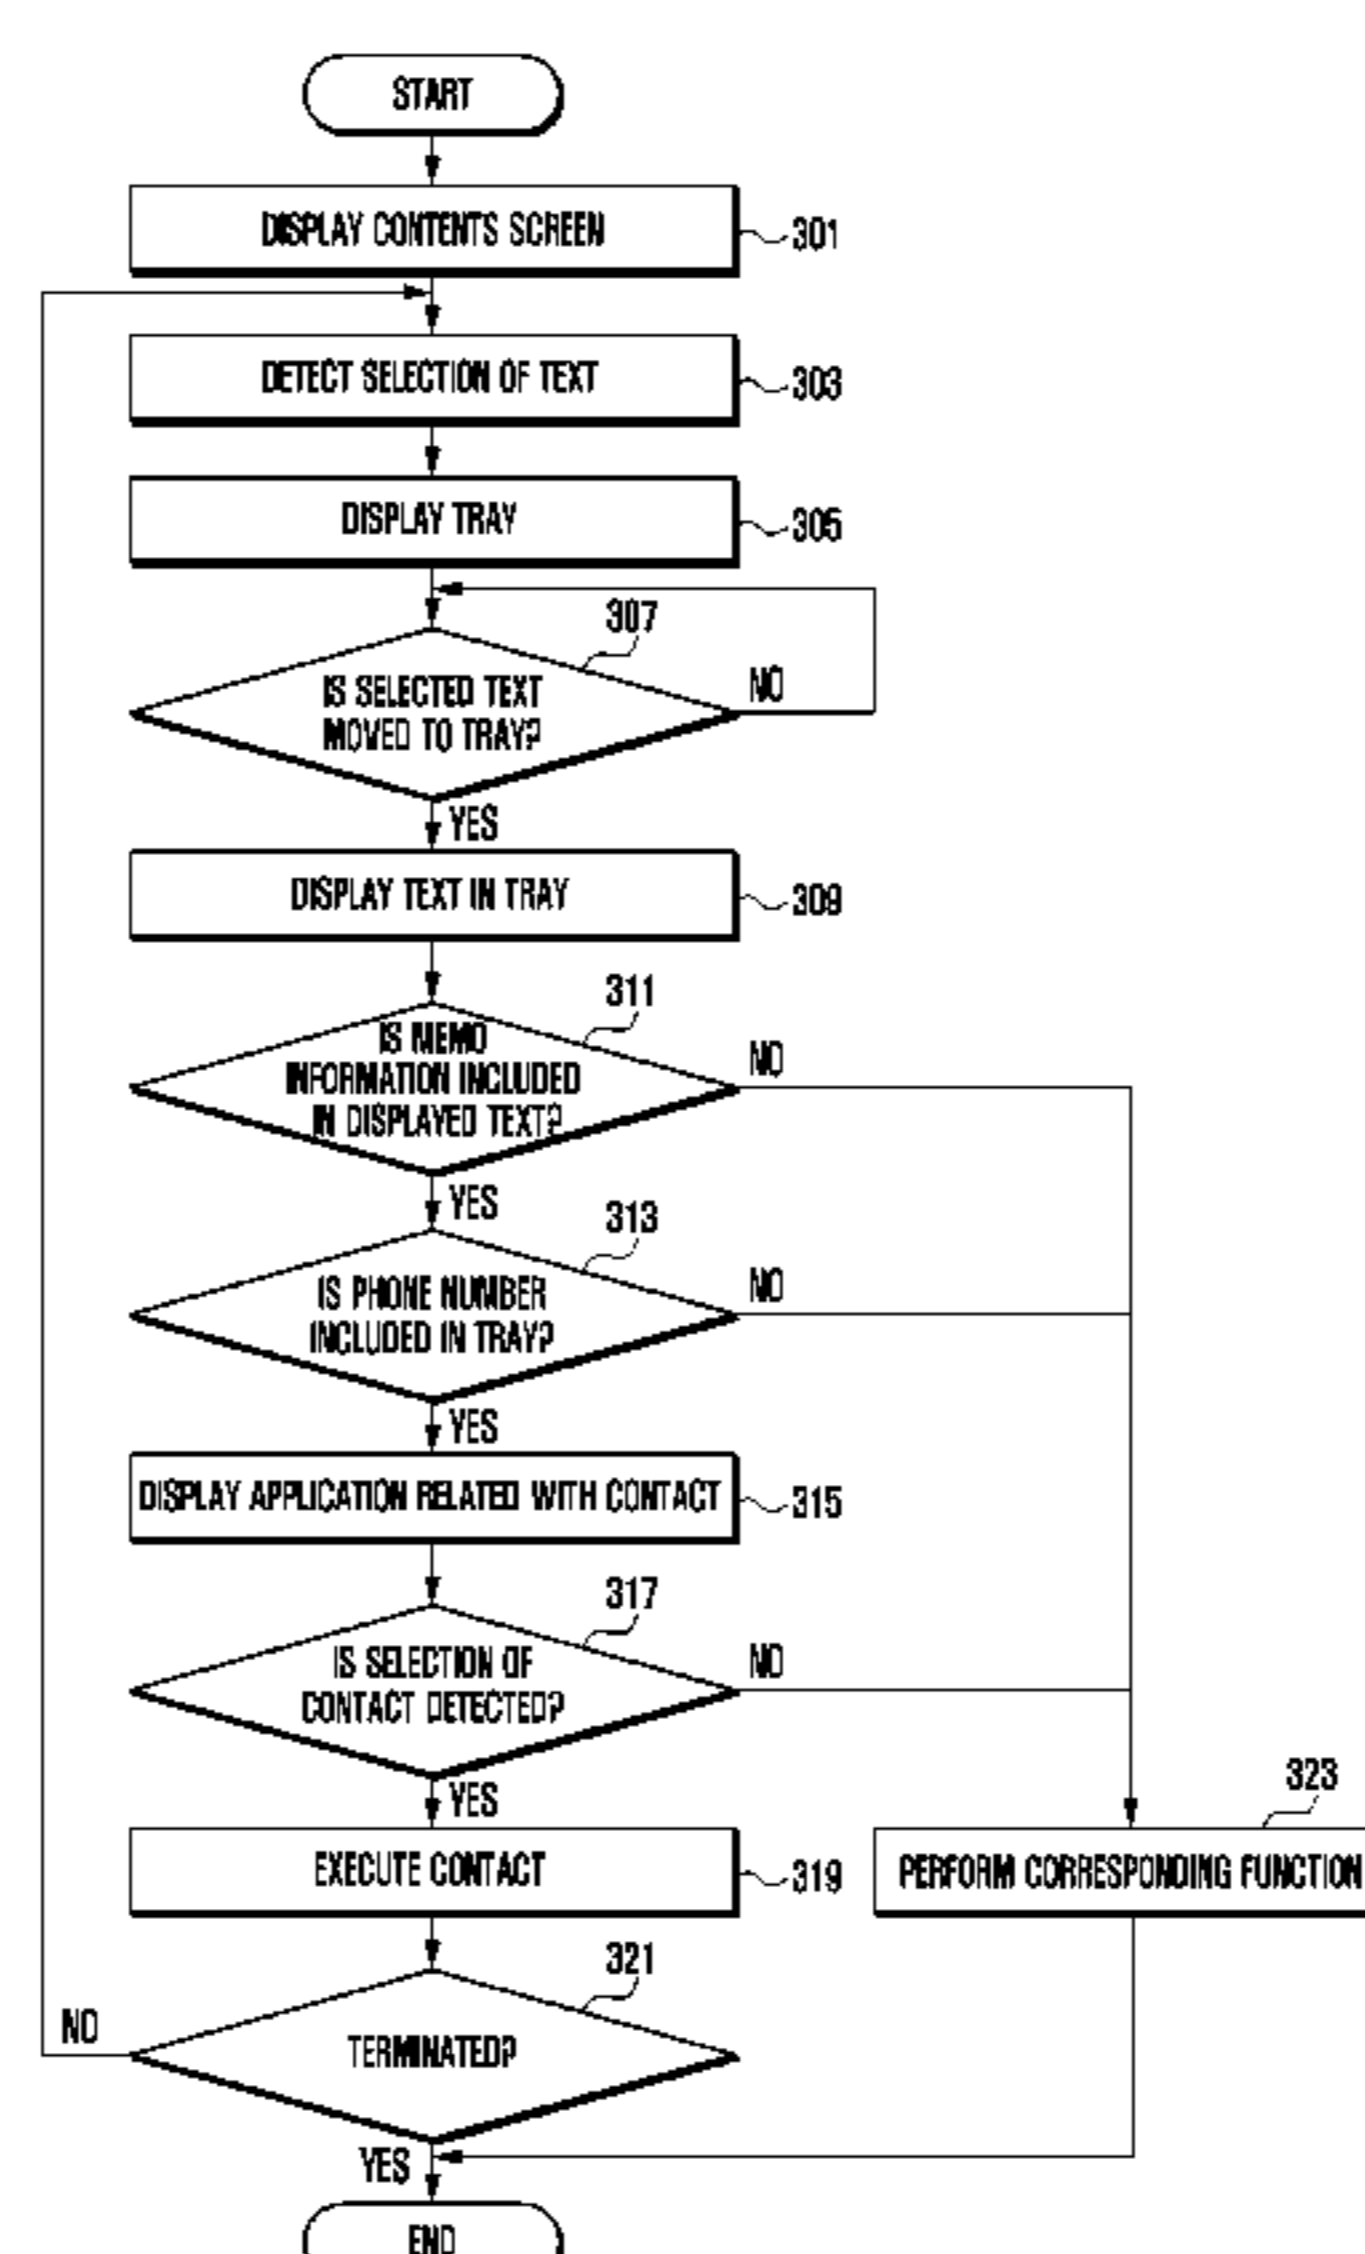 START
DISPLAY CONTENTS SCREEN
301
DETECT SELECTION OF TEXT
303
DISPLAY TRAY
305
307
IS SELECTED TEXT
MOVED TO TRAY?
NO
YES
DISPLAY TEXT IN TRAY
309
311
IS MEMO
INFORMATION INCLUDED
IN DISPLAYED TEXT?
NO
YES
313
IS PHONE NUMBER
INCLUDED IN TRAY?
NO
YES
DISPLAY APPLICATION RELATED WITH CONTACT
315
317
IS SELECTION OF
CONTACT DETECTED?
NO
YES
323
EXECUTE CONTACT
319
PERFORM CORRESPONDING FUNCTION
321
TERMINATED?
NO
YES
END